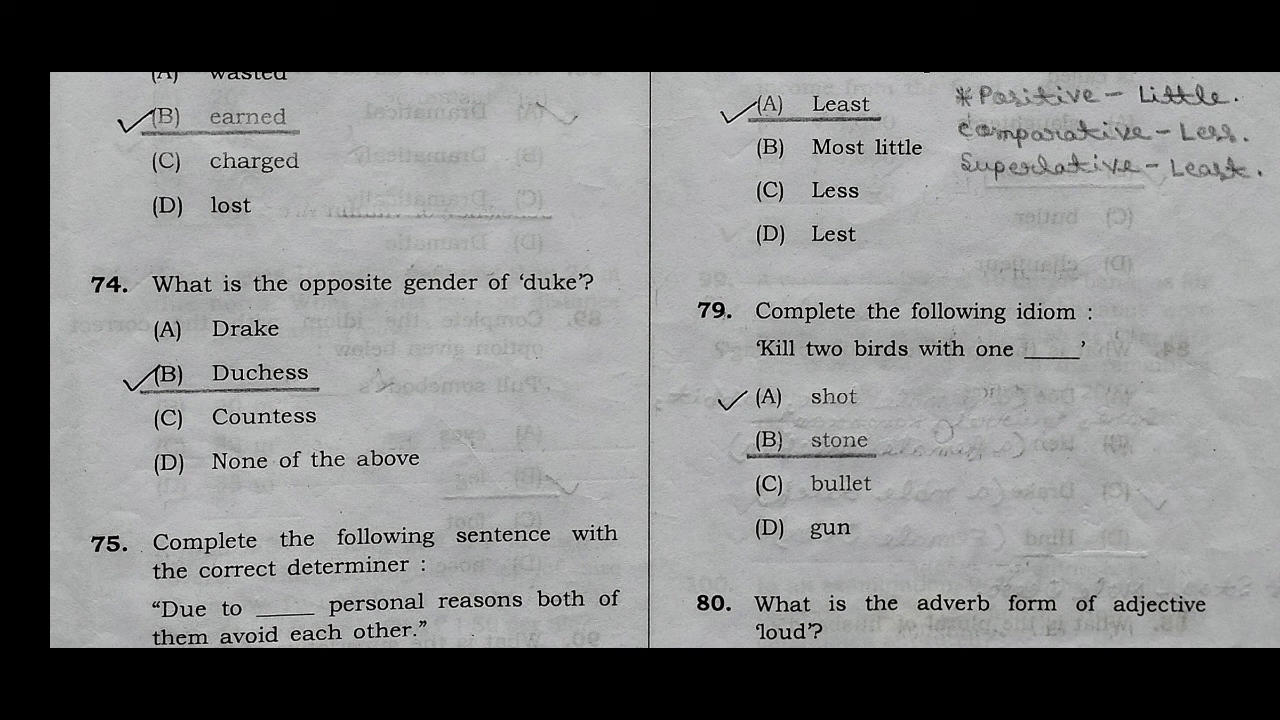 (A) wasted
(B) earned
(C) charged
(D) lost
74. What is the opposite gender of ‘duke’?
(A) Drake
(B) Duchess
(C) Countess
(D) None of the above
75. Complete the following sentence with
the correct determiner :
“Due to _____ personal reasons both of
them avoid each other.”
(A) Least
(B) Most little
(C) Less
(D) Lest
*Positive - Little.
Comparative - Less.
Superlative - Least.
79. Complete the following idiom :
‘Kill two birds with one _____’
(A) shot
(B) stone
(C) bullet
(D) gun
80. What is the adverb form of adjective
‘loud’?